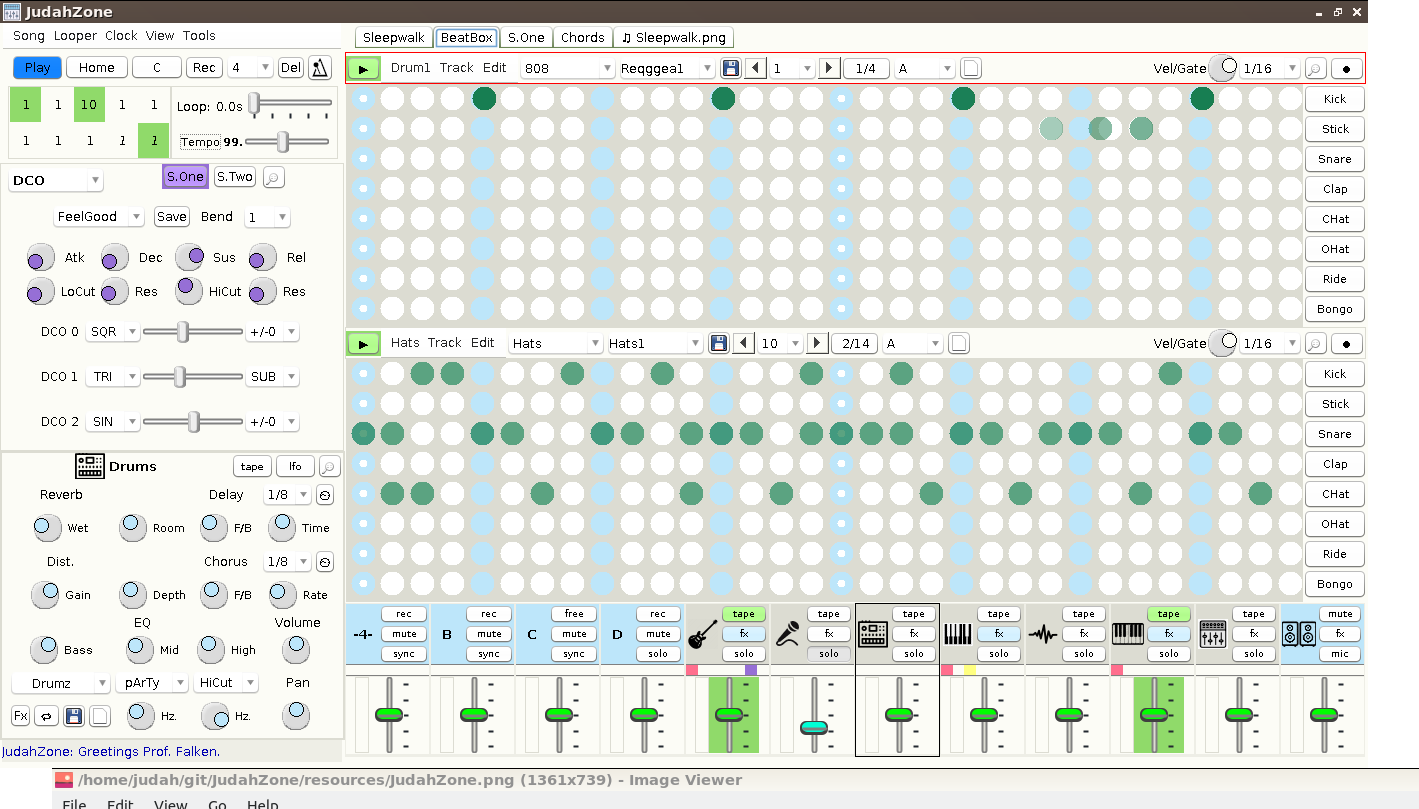 JudahZone
Song Looper Clock View Tools
Play Home C Rec 4 Del
1 1 10 1 1
1 1 1 1 1
Loop: 0.0s
Tempo 99.
DCO S.One S.Two
FeelGood Save Bend 1
Atk Dec Sus Rel
LoCut Res HiCut Res
DCO 0 SQR +/-0
DCO 1 TRI SUB
DCO 2 SIN +/-0
Drums tape lfo
Reverb Delay 1/8
Wet Room F/B Time
Dist. Chorus 1/8
Gain Depth F/B Rate
EQ Volume
Bass Mid High
Drumz pArTy HiCut Pan
Fx Hz. Hz.
JudahZone: Greetings Prof. Falken.
Sleepwalk BeatBox S.One Chords ♫ Sleepwalk.png
Drum1 Track Edit 808 Reqggea1 1 1/4 A Vel/Gate 1/16
Kick
Stick
Snare
Clap
CHat
OHat
Ride
Bongo
Hats Track Edit Hats Hats1 10 2/14 A Vel/Gate 1/16
Kick
Stick
Snare
Clap
CHat
OHat
Ride
Bongo
rec rec free rec tape tape tape tape tape tape tape mute
-4- mute B mute C mute D mute fx fx fx fx fx fx fx fx
sync sync sync solo solo solo solo solo solo solo solo mic
/home/judah/git/JudahZone/resources/JudahZone.png (1361x739) - Image Viewer
File Edit View Go Help